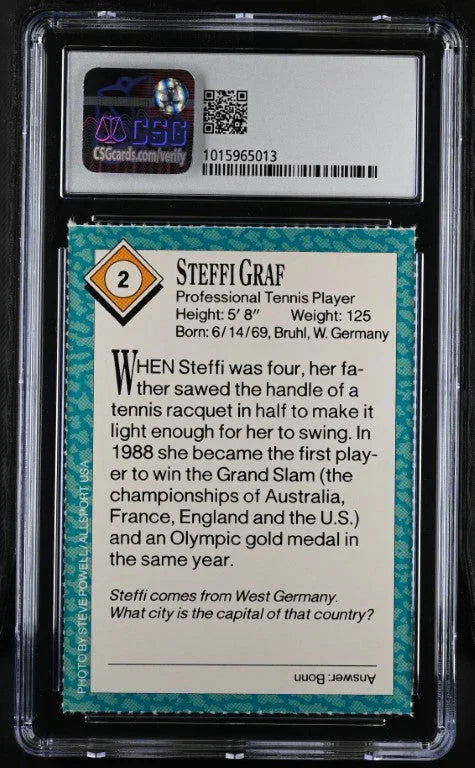 CSG
CSGcards.com/verify
1015965013
2
STEFFI GRAF
Professional Tennis Player
Height: 5' 8" Weight: 125
Born: 6/14/69, Bruhl, W. Germany
WHEN Steffi was four, her fa-
ther sawed the handle of a
tennis racquet in half to make it
light enough for her to swing. In
1988 she became the first play-
er to win the Grand Slam (the
championships of Australia,
France, England and the U.S.)
and an Olympic gold medal in
the same year.
Steffi comes from West Germany.
What city is the capital of that country?
Answer: Bonn
PHOTO BY STEVE POWELL/ALLSPORT USA